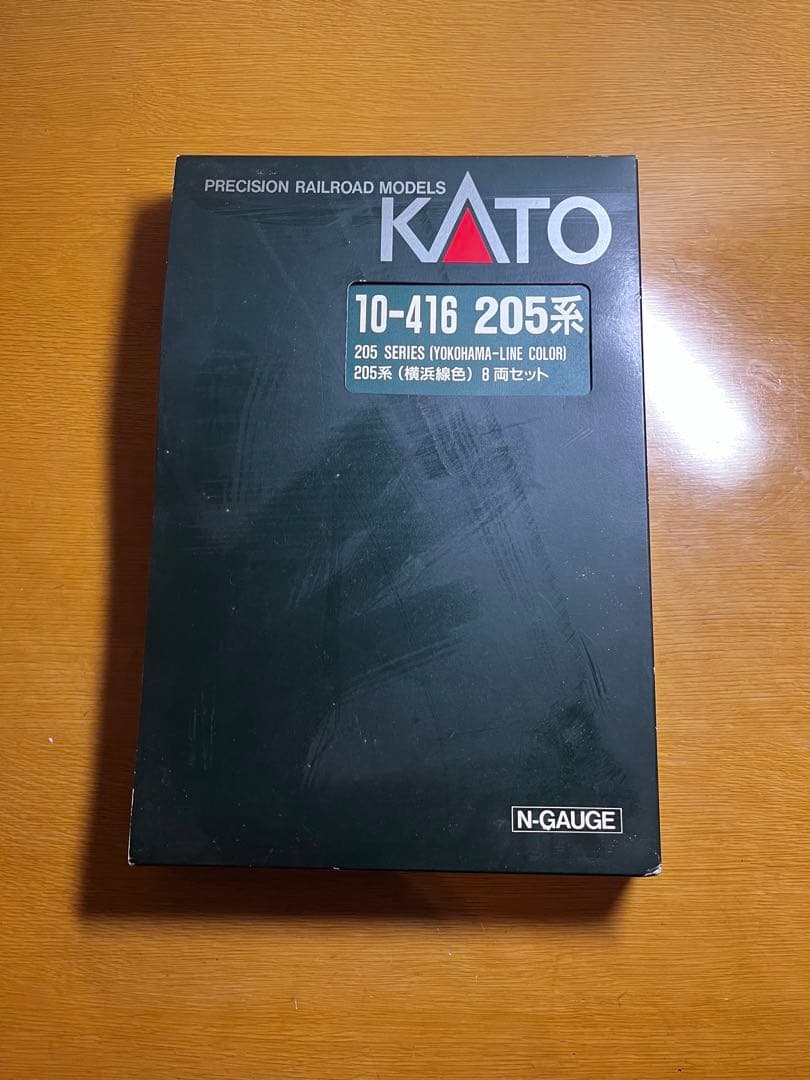 PRECISION RAILROAD MODELS
KATO
10-416 205系
205 SERIES (YOKOHAMA-LINE COLOR)
205系（横浜線色）8両セット
N-GAUGE